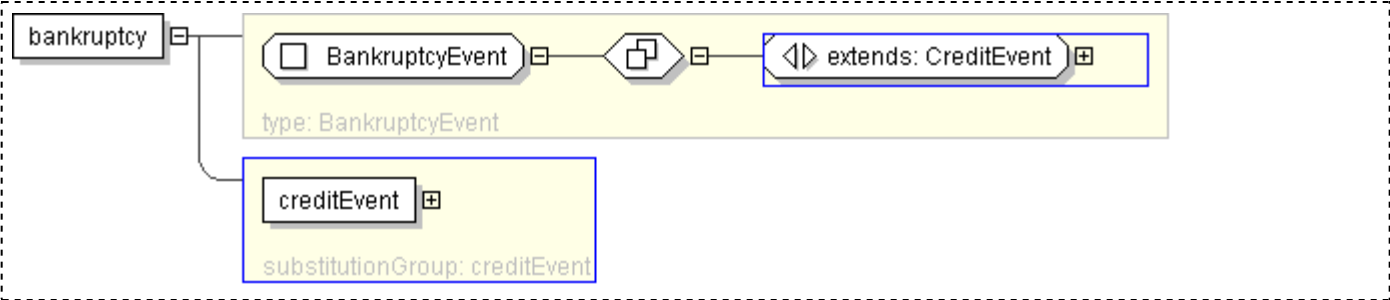 bankruptcy
BankruptcyEvent
extends: CreditEvent
type: BankruptcyEvent
creditEvent
substitutionGroup: creditEvent